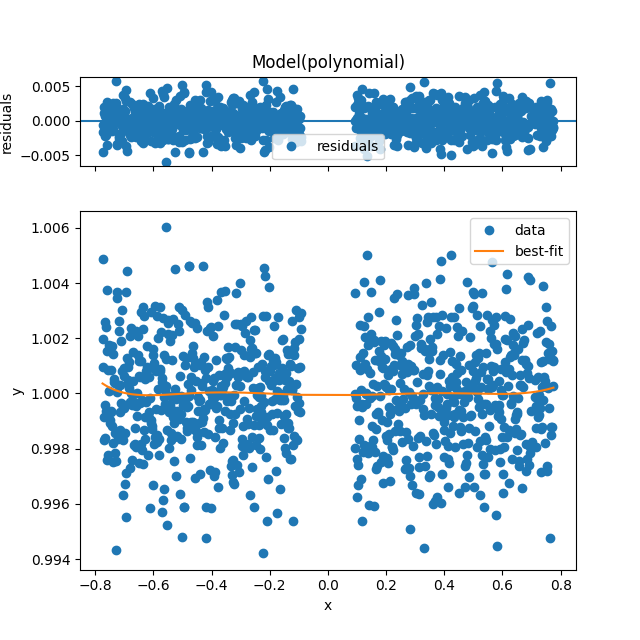 Model(polynomial)
0.005
0.000
−0.005
residuals
residuals
1.006
1.004
1.002
1.000
0.998
0.996
0.994
y
data
best-fit
−0.8 −0.6 −0.4 −0.2 0.0 0.2 0.4 0.6 0.8
x